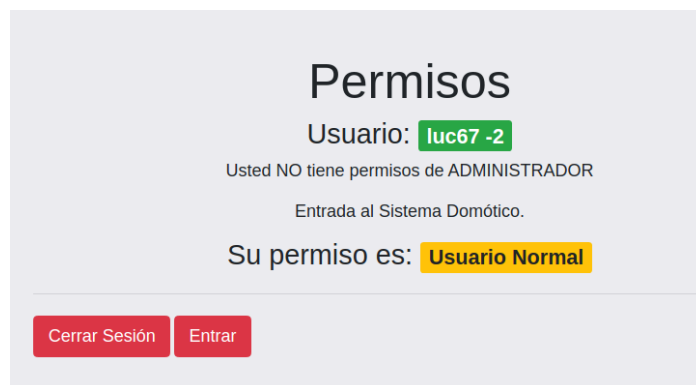 Permisos
Usuario: luc67 -2
Usted NO tiene permisos de ADMINISTRADOR
Entrada al Sistema Domótico.
Su permiso es: Usuario Normal
Cerrar Sesión Entrar